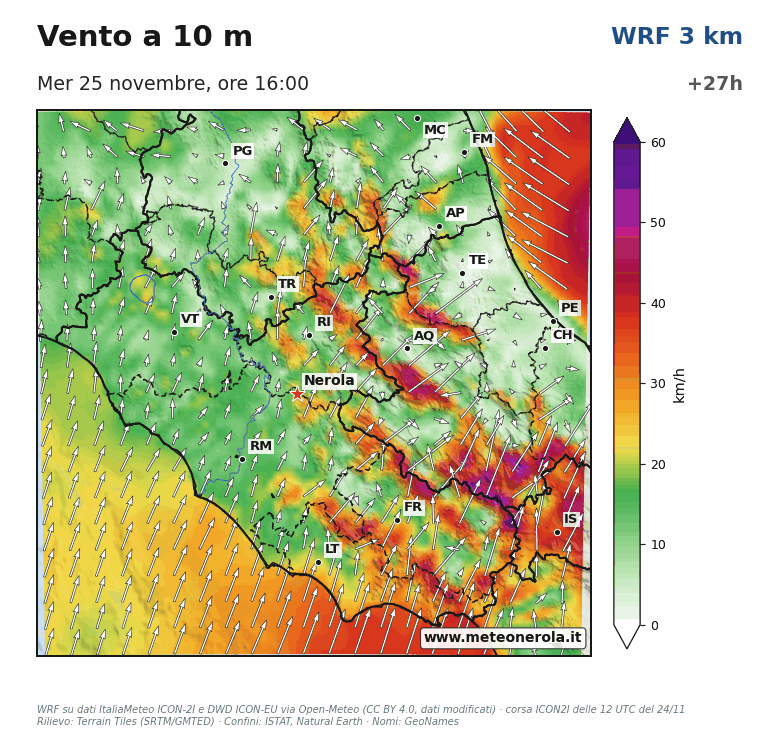 Vento a 10 m
WRF 3 km
Mer 25 novembre, ore 16:00
+27h
MC
FM
PG
AP
TE
TR
PE
VT
RI
AQ
CH
Nerola
RM
FR
IS
LT
www.meteonerola.it
60
50
40
30
20
10
0
km/h
WRF su dati ItaliaMeteo ICON-2I e DWD ICON-EU via Open-Meteo (CC BY 4.0, dati modificati) · corsa ICON2I delle 12 UTC del 24/11
Rilievo: Terrain Tiles (SRTM/GMTED) · Confini: ISTAT, Natural Earth · Nomi: GeoNames